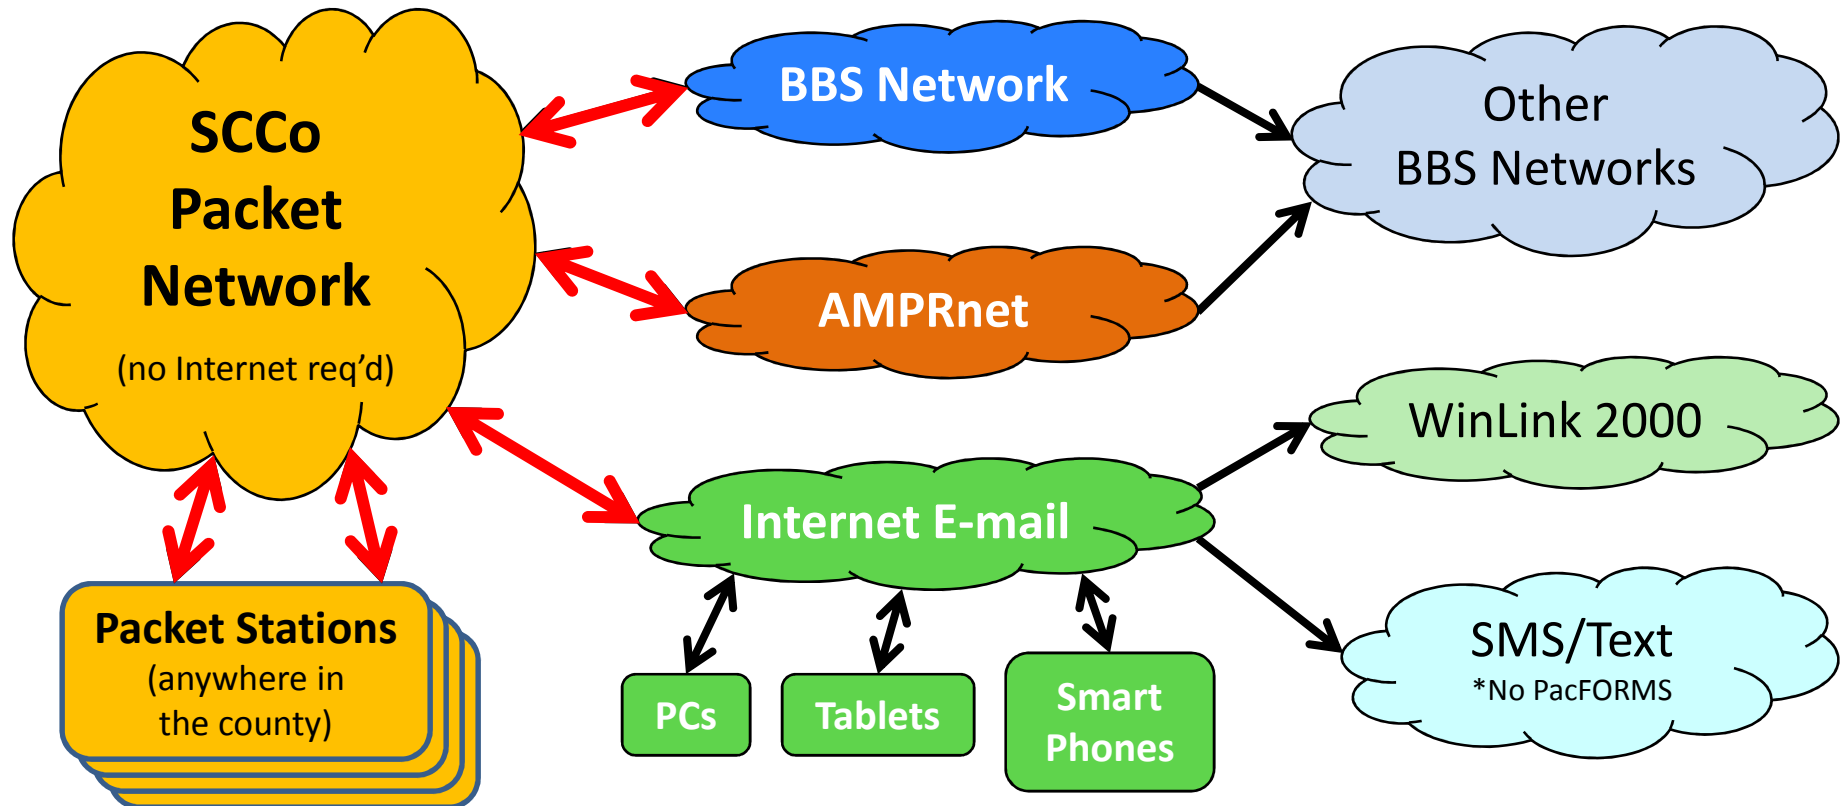 SCCo
Packet
Network
(no Internet req’d)
BBS Network
Other
BBS Networks
AMPRnet
WinLink 2000
Internet E-mail
SMS/Text
*No PacFORMS
Packet Stations
(anywhere in
the county)
PCs
Tablets
Smart
Phones